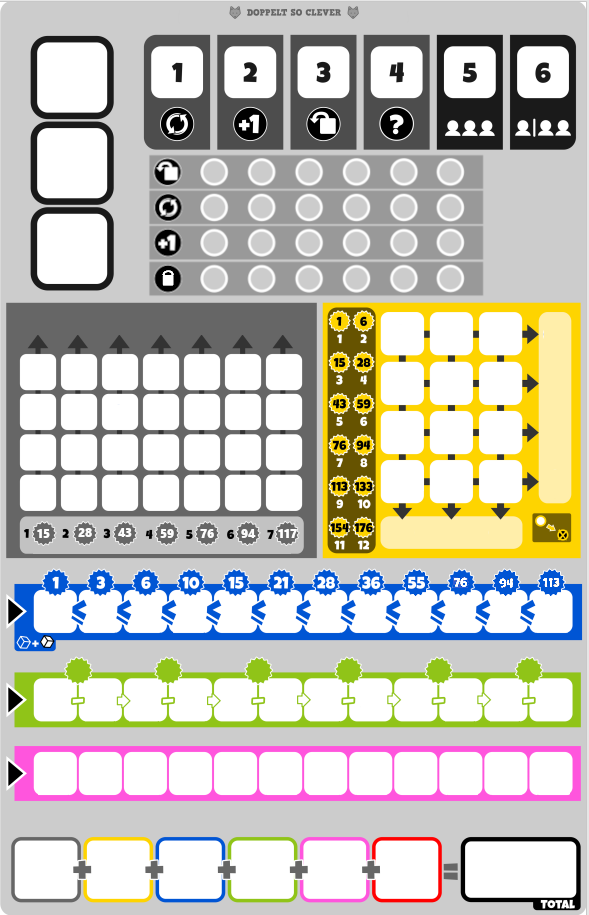 DOPPELT SO CLEVER
1 2 3 4 5 6
+1 ?
+1
1 6
1 2
15 28
3 4
43 59
5 6
76 94
7 8
113 133
9 10
154 176
11 12
1 15 2 28 3 43 4 59 5 76 6 94 7 117
1 3 6 10 15 21 28 36 55 76 94 113
≤ ≤ ≤ ≤ ≤ ≤ ≤ ≤ ≤ ≤ ≤
+
+ + + + + =
TOTAL